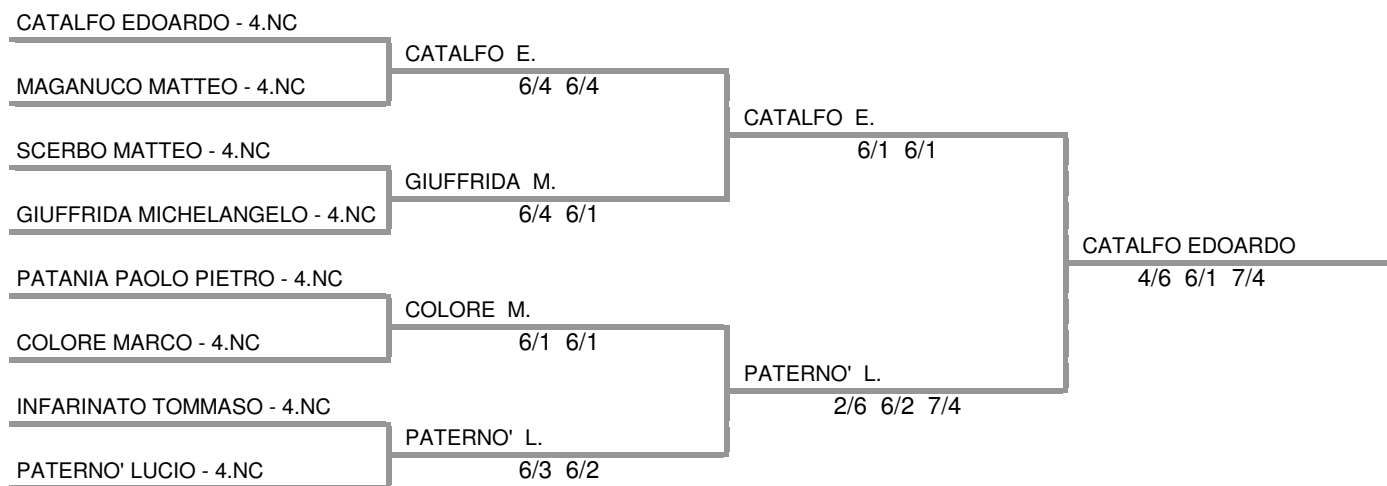 CATALFO EDOARDO - 4.NC
CATALFO E.
MAGANUCO MATTEO - 4.NC
6/4 6/4
CATALFO E.
SCERBO MATTEO - 4.NC
6/1 6/1
GIUFFRIDA M.
GIUFFRIDA MICHELANGELO - 4.NC
6/4 6/1
CATALFO EDOARDO
PATANIA PAOLO PIETRO - 4.NC
4/6 6/1 7/4
COLORE M.
COLORE MARCO - 4.NC
6/1 6/1
PATERNO' L.
INFARINATO TOMMASO - 4.NC
2/6 6/2 7/4
PATERNO' L.
PATERNO' LUCIO - 4.NC
6/3 6/2